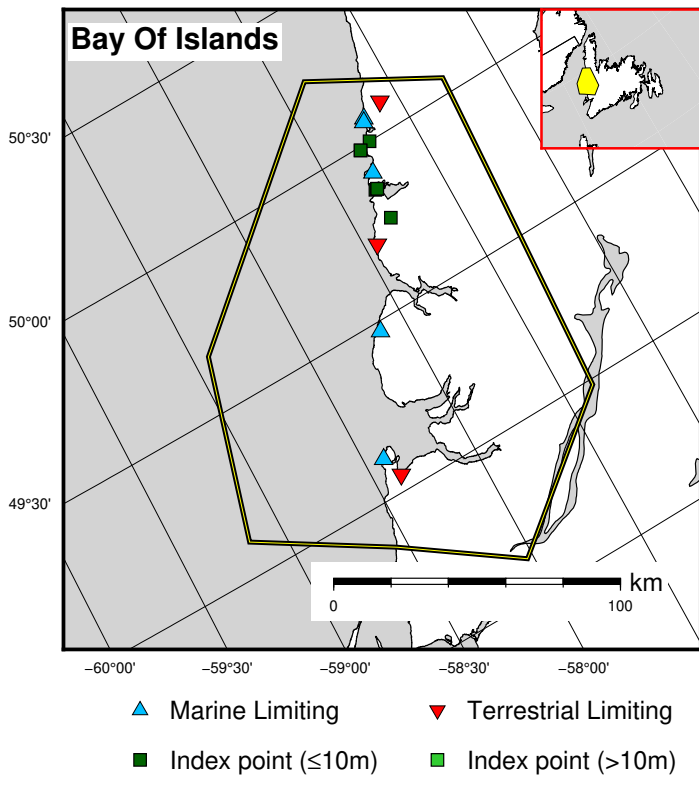 Bay Of Islands
50°30'
50°00'
49°30'
km
0 100
−60°00' −59°30' −59°00' −58°30' −58°00'
Marine Limiting Terrestrial Limiting
Index point (≤10m) Index point (>10m)